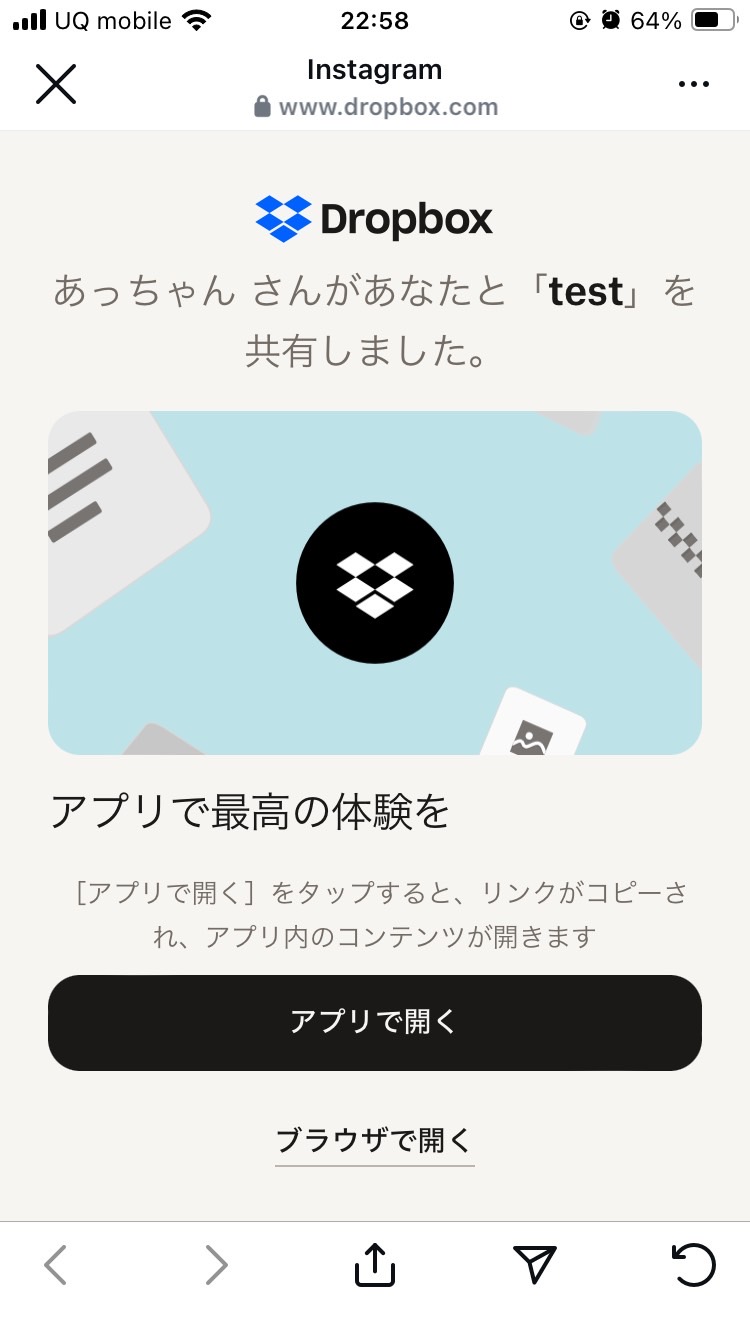 UQ mobile 22:58 64%
Instagram
www.dropbox.com
Dropbox
あっちゃん さんがあなたと「test」を
共有しました。
アプリで最高の体験を
［アプリで開く］をタップすると、リンクがコピーさ
れ、アプリ内のコンテンツが開きます
アプリで開く
ブラウザで開く